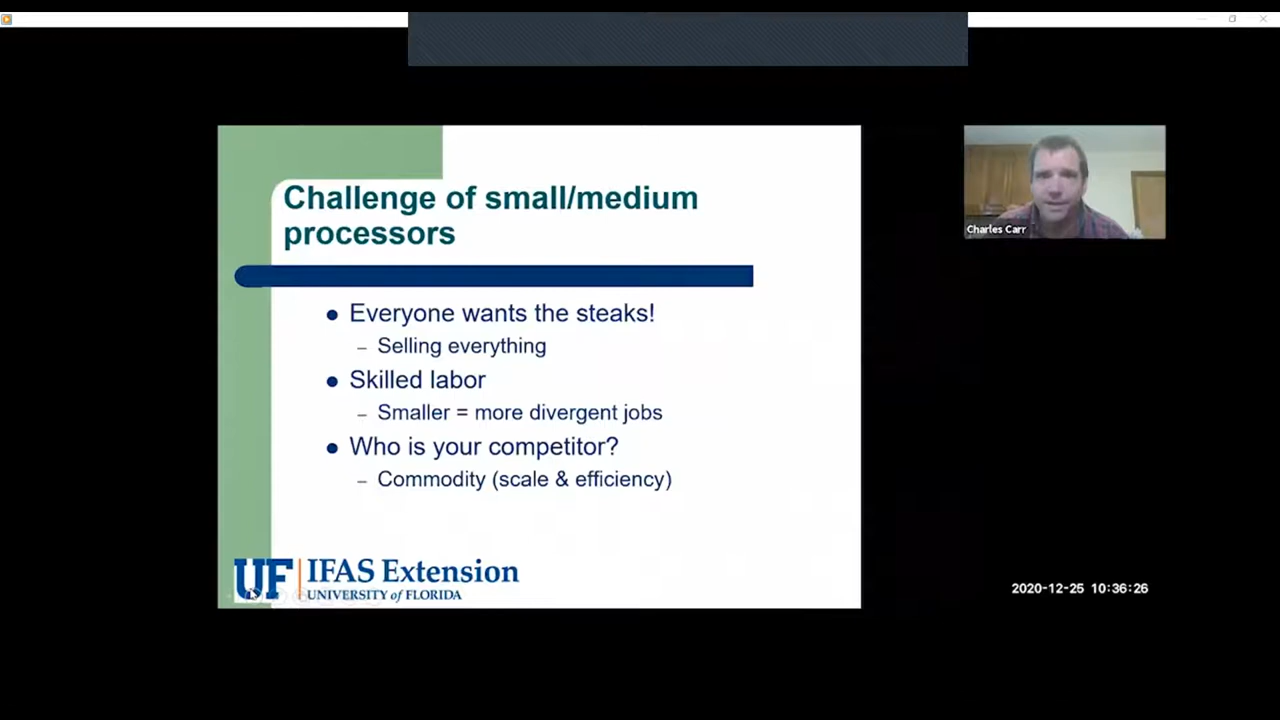 Challenge of small/medium
processors
● Everyone wants the steaks!
– Selling everything
● Skilled labor
– Smaller = more divergent jobs
● Who is your competitor?
– Commodity (scale & efficiency)
UF IFAS Extension
UNIVERSITY of FLORIDA
Charles Carr
2020-12-25 10:36:26